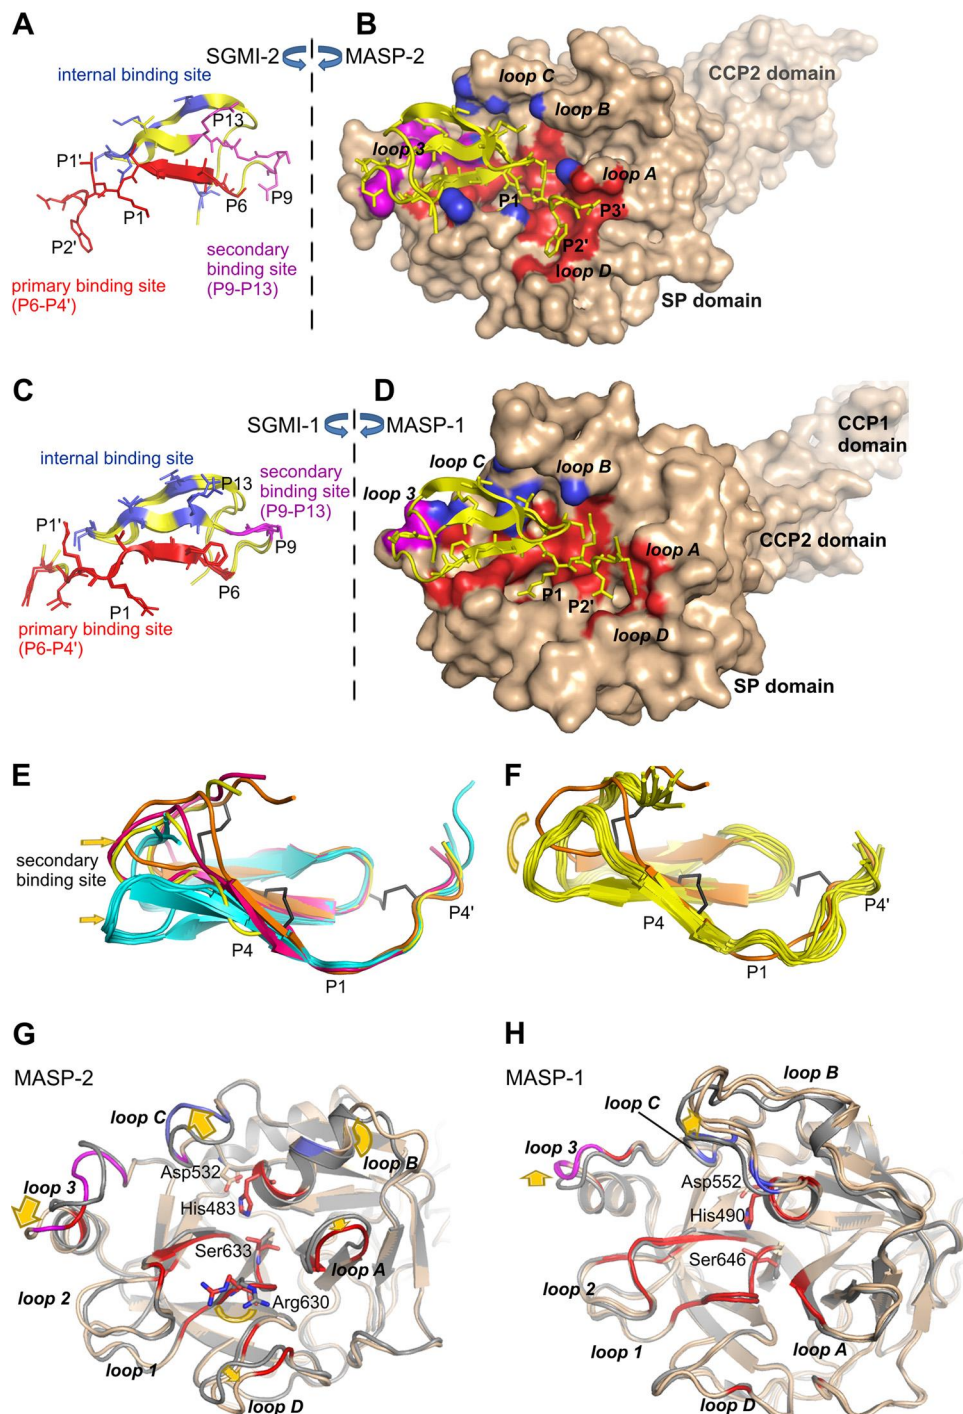 A
SGMI-2
internal binding site
P13
P1'
P1
P6
P9
P2'
secondary
binding site
(P9-P13)
primary binding site
(P6-P4')
B
MASP-2
loop C
CCP2 domain
loop B
loop 3
loop A
P1
P3'
P2'
loop D
SP domain
C
SGMI-1
internal binding site
secondary
binding site
(P9-P13)
P13
P1'
P9
P6
P1
primary binding site
(P6-P4')
D
MASP-1
CCP1
domain
loop C
loop B
loop 3
CCP2 domain
loop A
P1
P2'
loop D
SP domain
E
secondary
binding site
P4
P4'
P1
F
P4
P4'
P1
G
MASP-2
loop C
loop B
Asp532
loop 3
His483
Ser633
loop A
loop 2
Arg630
loop 1
loop D
H
MASP-1
loop B
loop C
loop 3
Asp552
His490
Ser646
loop 2
loop 1
loop A
loop D